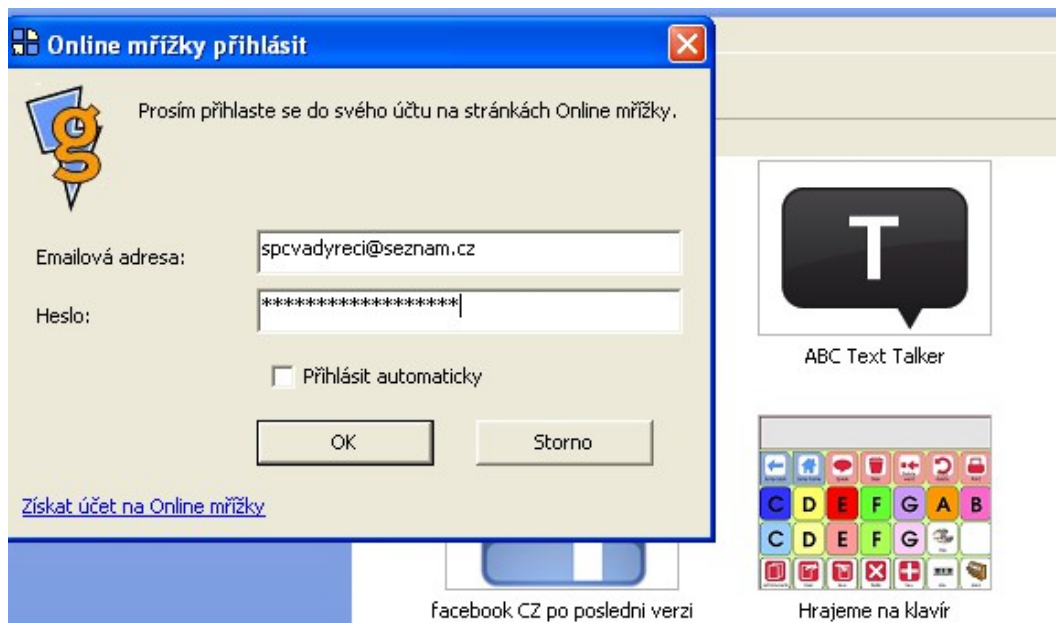 Online mřížky přihlásit
Prosím přihlaste se do svého účtu na stránkách Online mřížky.
Emailová adresa:
spcvadyreci@seznam.cz
Heslo:
******************
Přihlásit automaticky
OK
Storno
Získat účet na Online mřížky
T
ABC Text Talker
C D E F G A B
C D E F G
facebook CZ po posledni verzi
Hrajeme na klavír